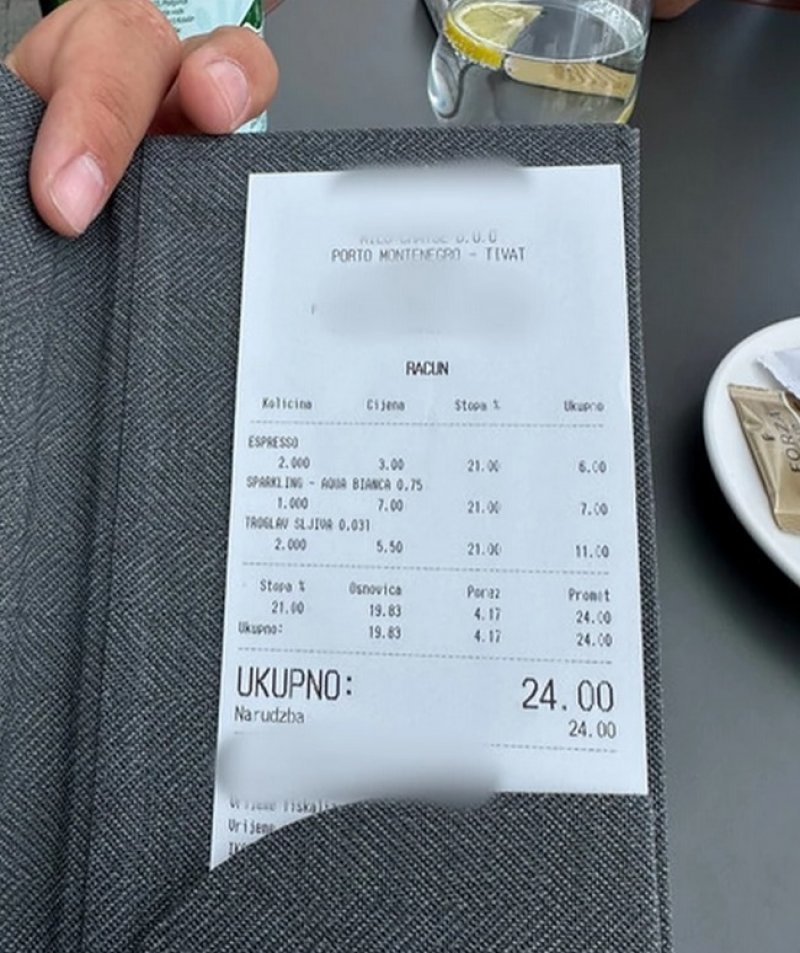 D.O.O
PORTO MONTENEGRO - TIVAT
RACUN
Kolicina Cijena Stopa % Ukupno
ESPRESSO
2.000 3.00 21.00 6.00
SPARKLING - AQUA BIANCA 0,75
1.000 7.00 21.00 7.00
TROGLAV SLJIVA 0.031
2.000 5.50 21.00 11.00
Stopa % Osnovica Porez Promet
21.00 19.83 4.17 24.00
Ukupno: 19.83 4.17 24.00
UKUPNO: 24.00
Narudzba 24.00
Vrijeme
Vrijeme
FORZA